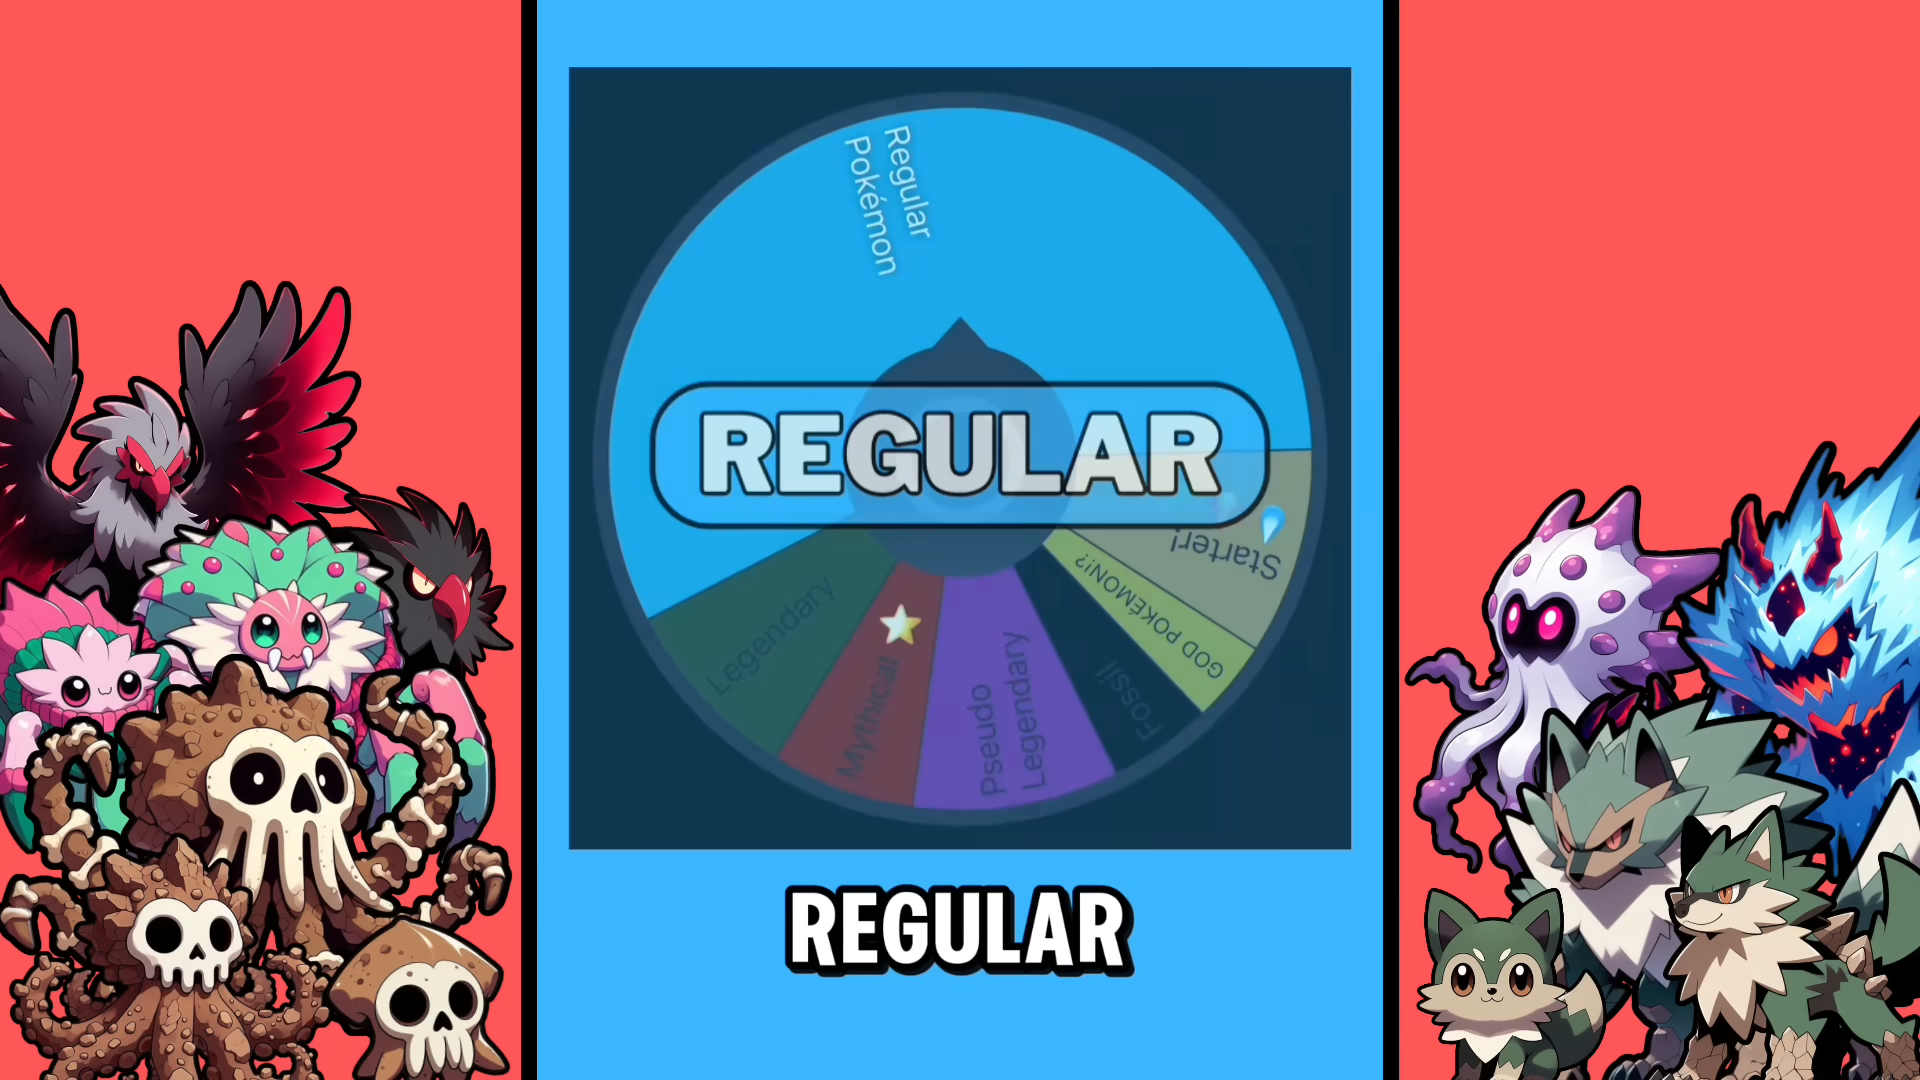 Regular
Pokémon
REGULAR
Starter!
GOD POKÉMON!?
Legendary
Mythical
Pseudo
Legendary
Fossil
REGULAR